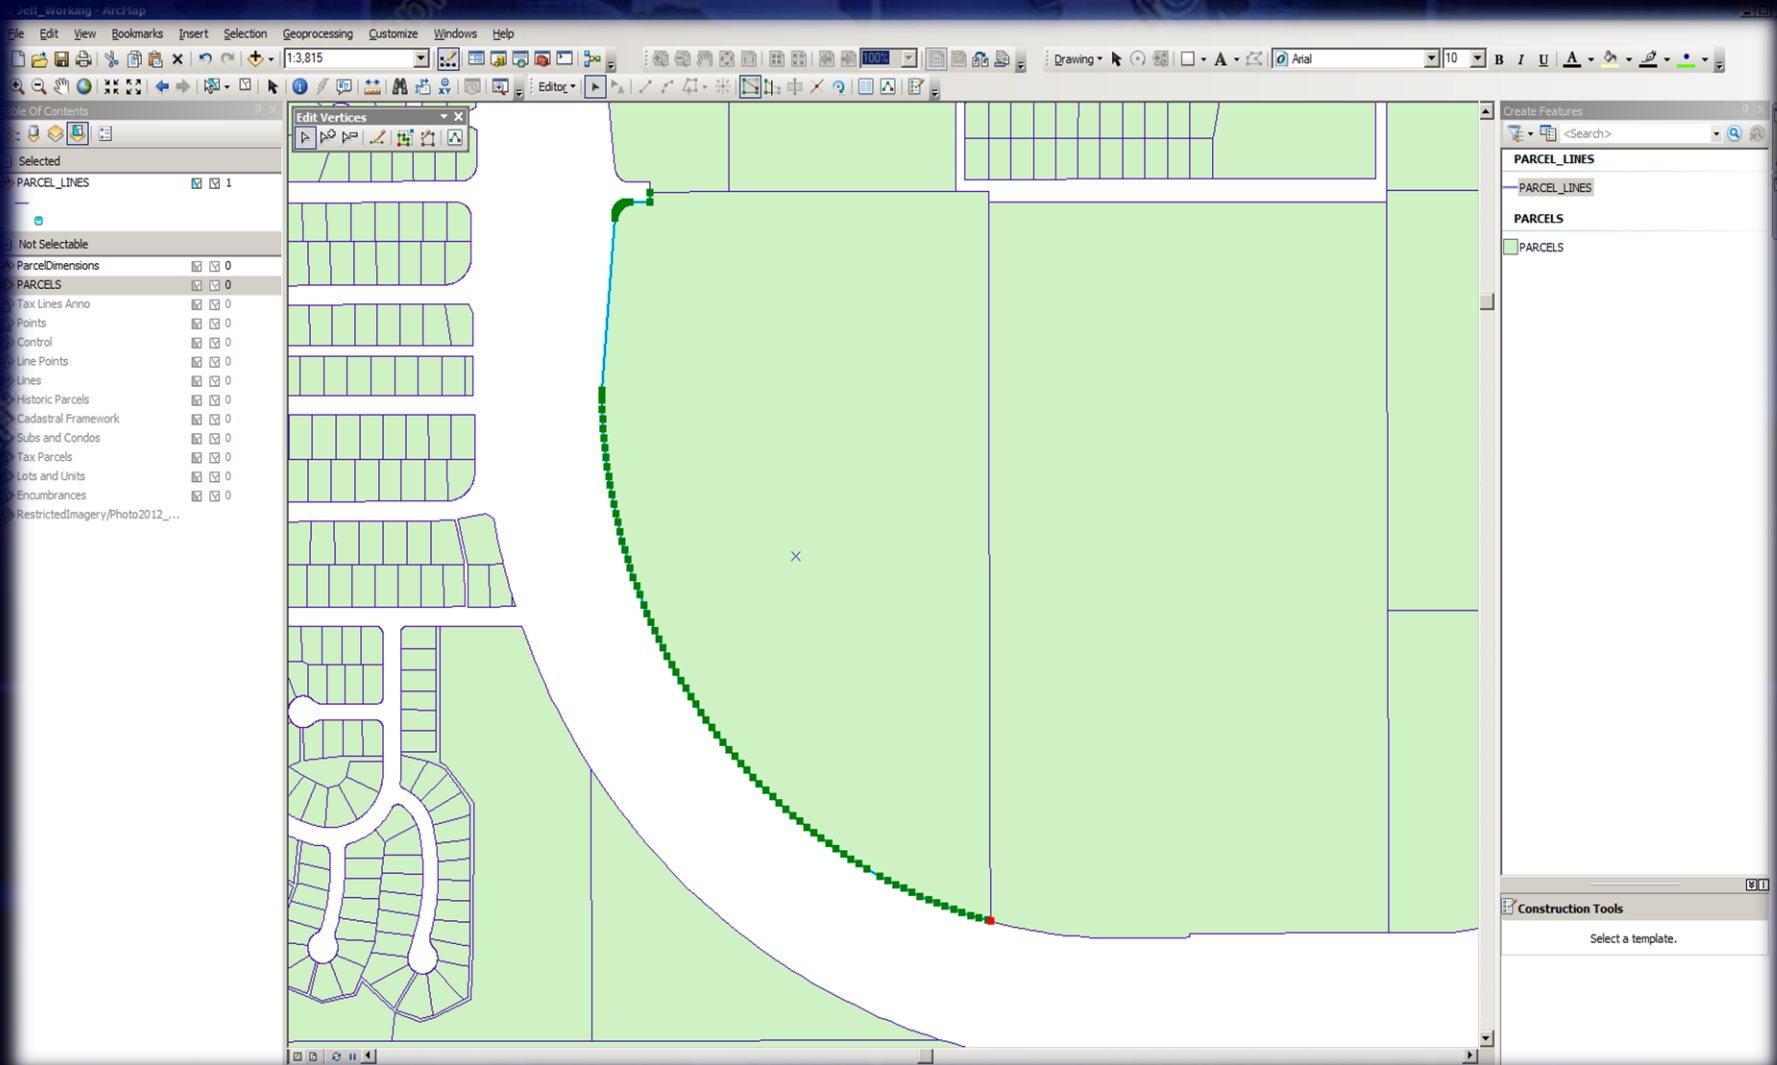 Jeff_Working - ArcMap
File Edit View Bookmarks Insert Selection Geoprocessing Customize Windows Help
1:3,815
100%
Drawing
Arial
10
B I U A
Editor
Table Of Contents
Selected
PARCEL_LINES 1
Not Selectable
ParcelDimensions 0
PARCELS 0
Tax Lines Anno 0
Points 0
Control 0
Line Points 0
Lines 0
Historic Parcels 0
Cadastral Framework 0
Subs and Condos 0
Tax Parcels 0
Lots and Units 0
Encumbrances 0
RestrictedImagery/Photo2012_...
Edit Vertices
Create Features
<Search>
PARCEL_LINES
PARCEL_LINES
PARCELS
PARCELS
Construction Tools
Select a template.